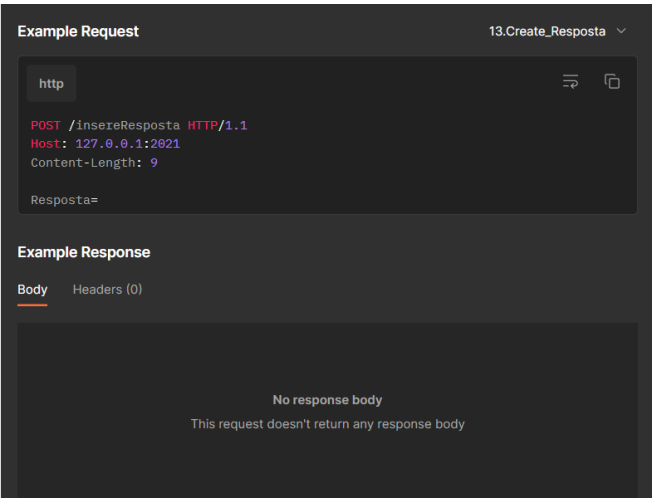 Example Request
13.Create_Resposta
http
POST /insereResposta HTTP/1.1
Host: 127.0.0.1:2021
Content-Length: 9
Resposta=
Example Response
Body Headers (0)
No response body
This request doesn't return any response body